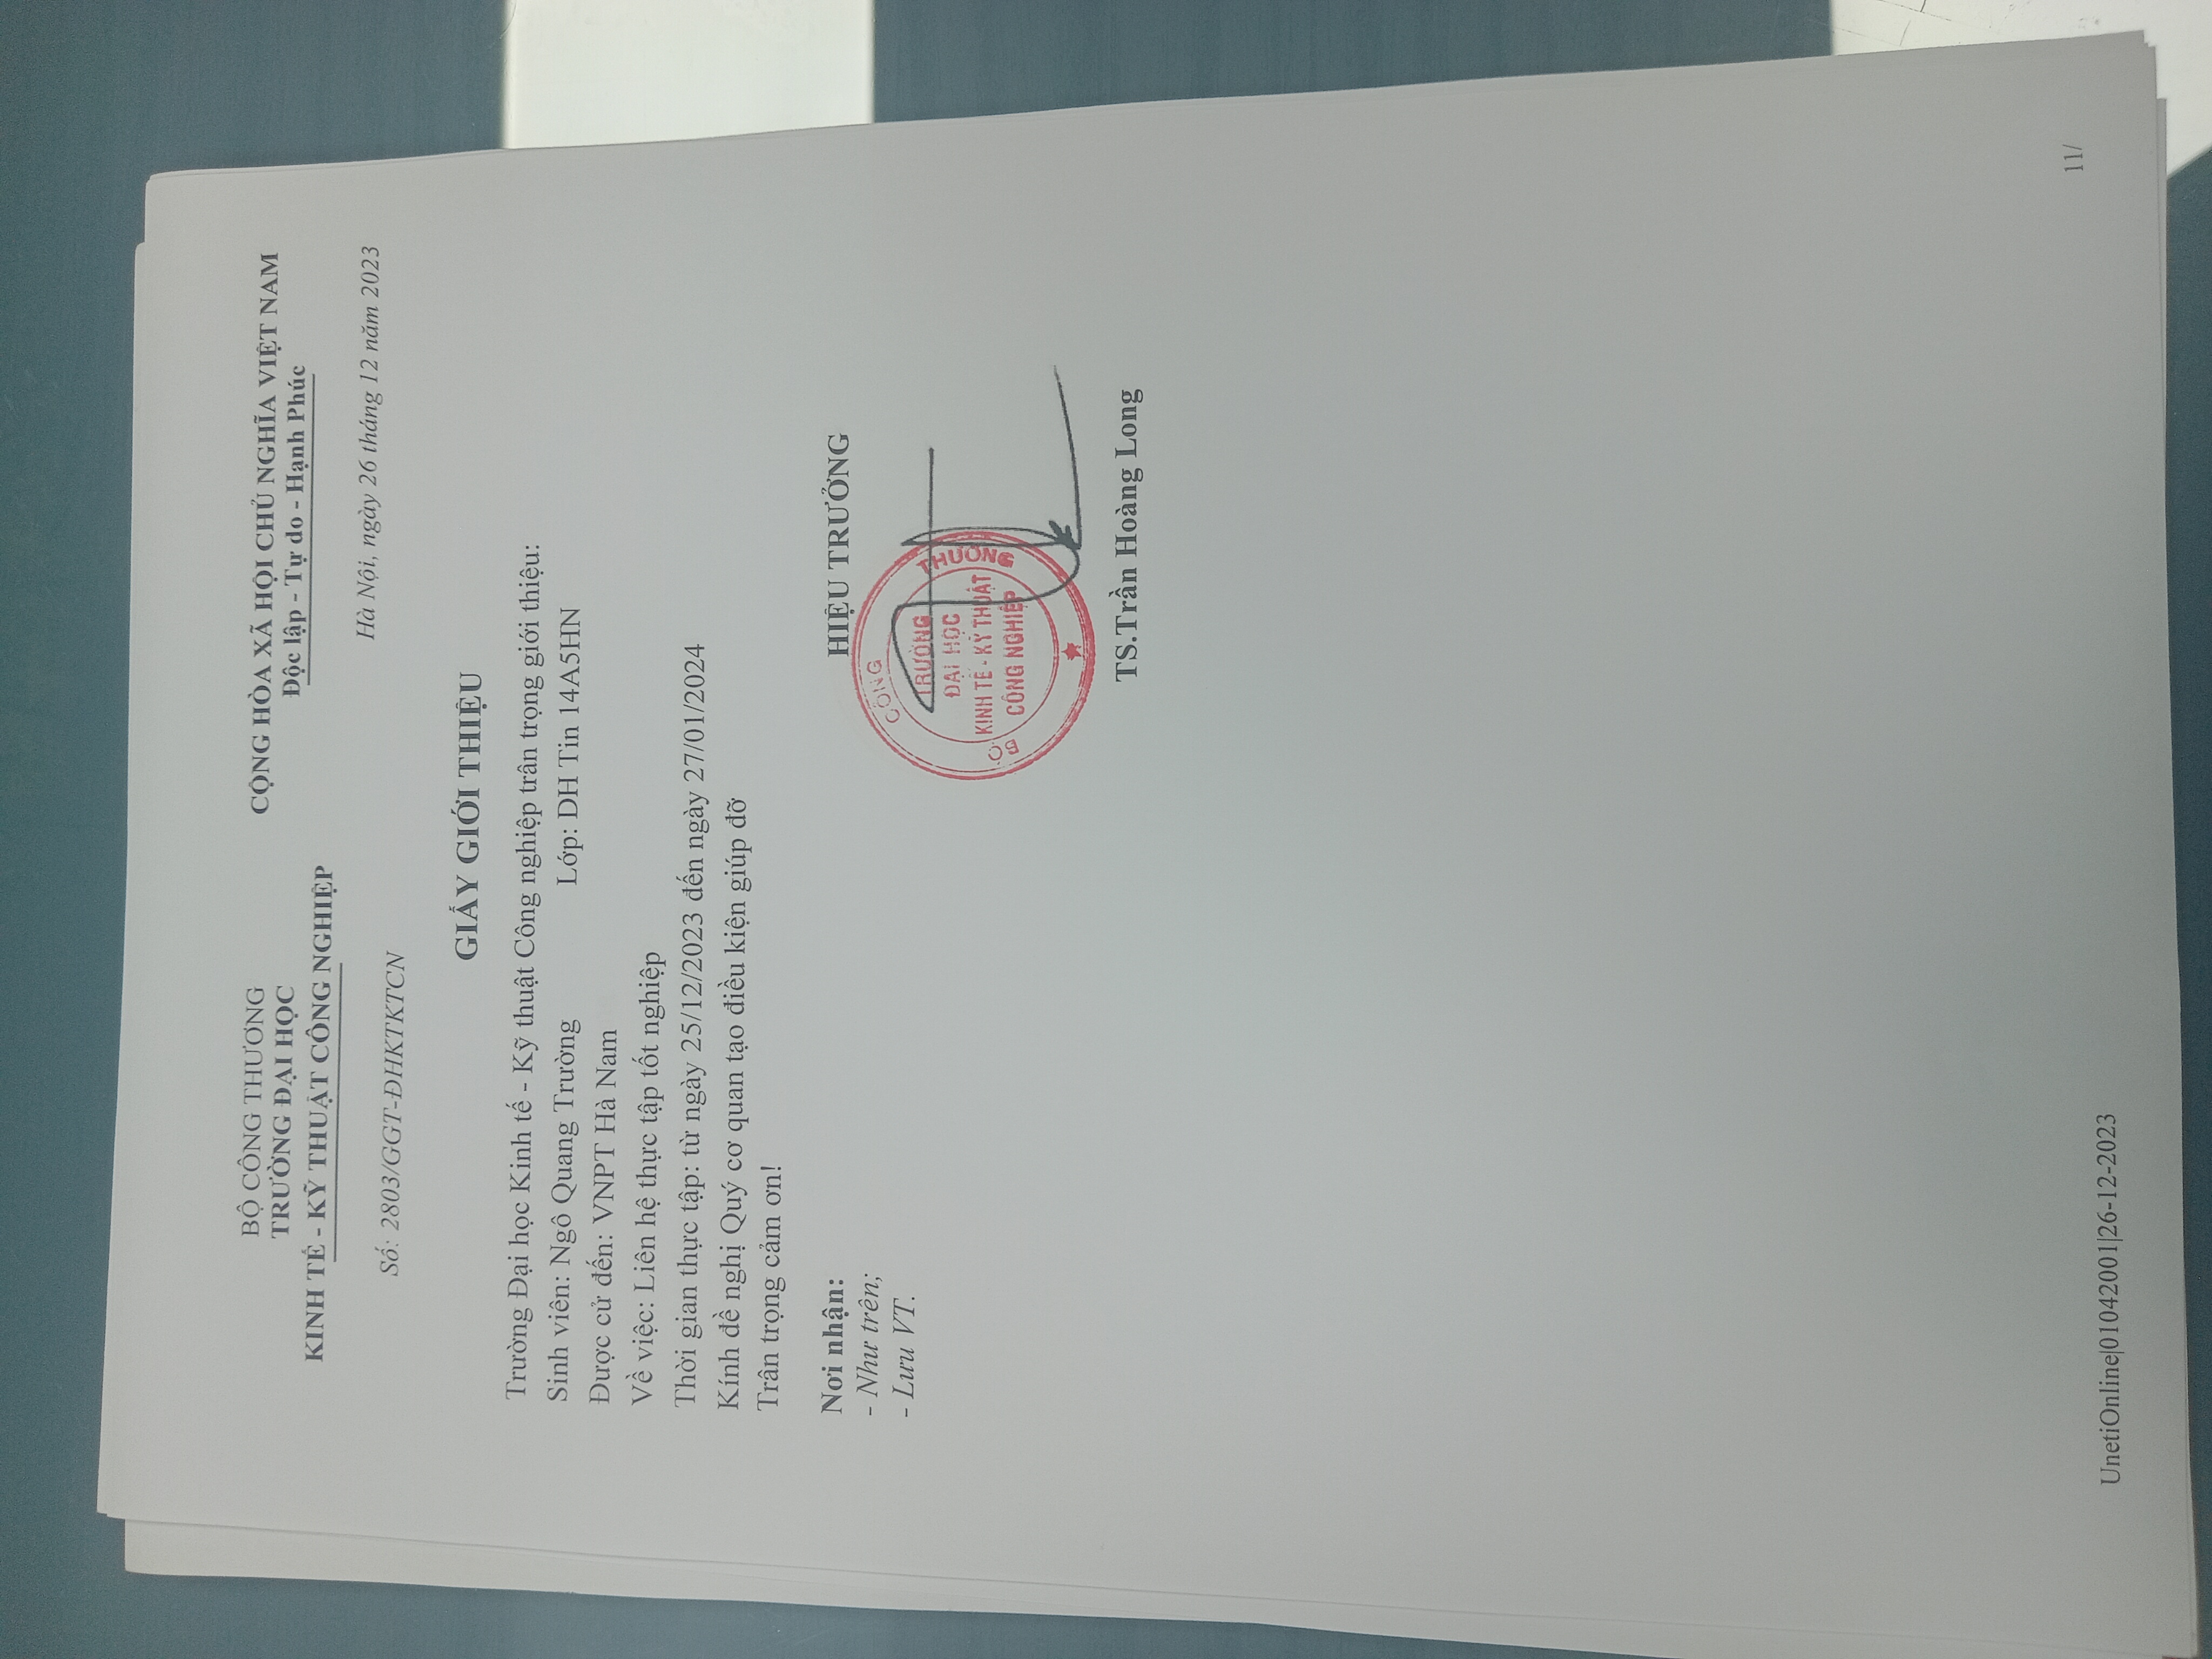 BỘ CÔNG THƯƠNG
TRƯỜNG ĐẠI HỌC
KINH TẾ - KỸ THUẬT CÔNG NGHIỆP
Số: 2803/GGT-ĐHKTKTCN
CỘNG HÒA XÃ HỘI CHỦ NGHĨA VIỆT NAM
Độc lập - Tự do - Hạnh Phúc
Hà Nội, ngày 26 tháng 12 năm 2023
GIẤY GIỚI THIỆU
Trường Đại học Kinh tế - Kỹ thuật Công nghiệp trân trọng giới thiệu:
Sinh viên: Ngô Quang Trường Lớp: DH Tin 14A5HN
Được cử đến: VNPT Hà Nam
Về việc: Liên hệ thực tập tốt nghiệp
Thời gian thực tập: từ ngày 25/12/2023 đến ngày 27/01/2024
Kính đề nghị Quý cơ quan tạo điều kiện giúp đỡ
Trân trọng cảm ơn!
Nơi nhận:
- Như trên;
- Lưu VT.
HIỆU TRƯỞNG
BỘ CÔNG THƯƠNG
TRƯỜNG
ĐẠI HỌC
KINH TẾ - KỸ THUẬT
CÔNG NGHIỆP
TS.Trần Hoàng Long
11/
UnetiOnline|01042001|26-12-2023